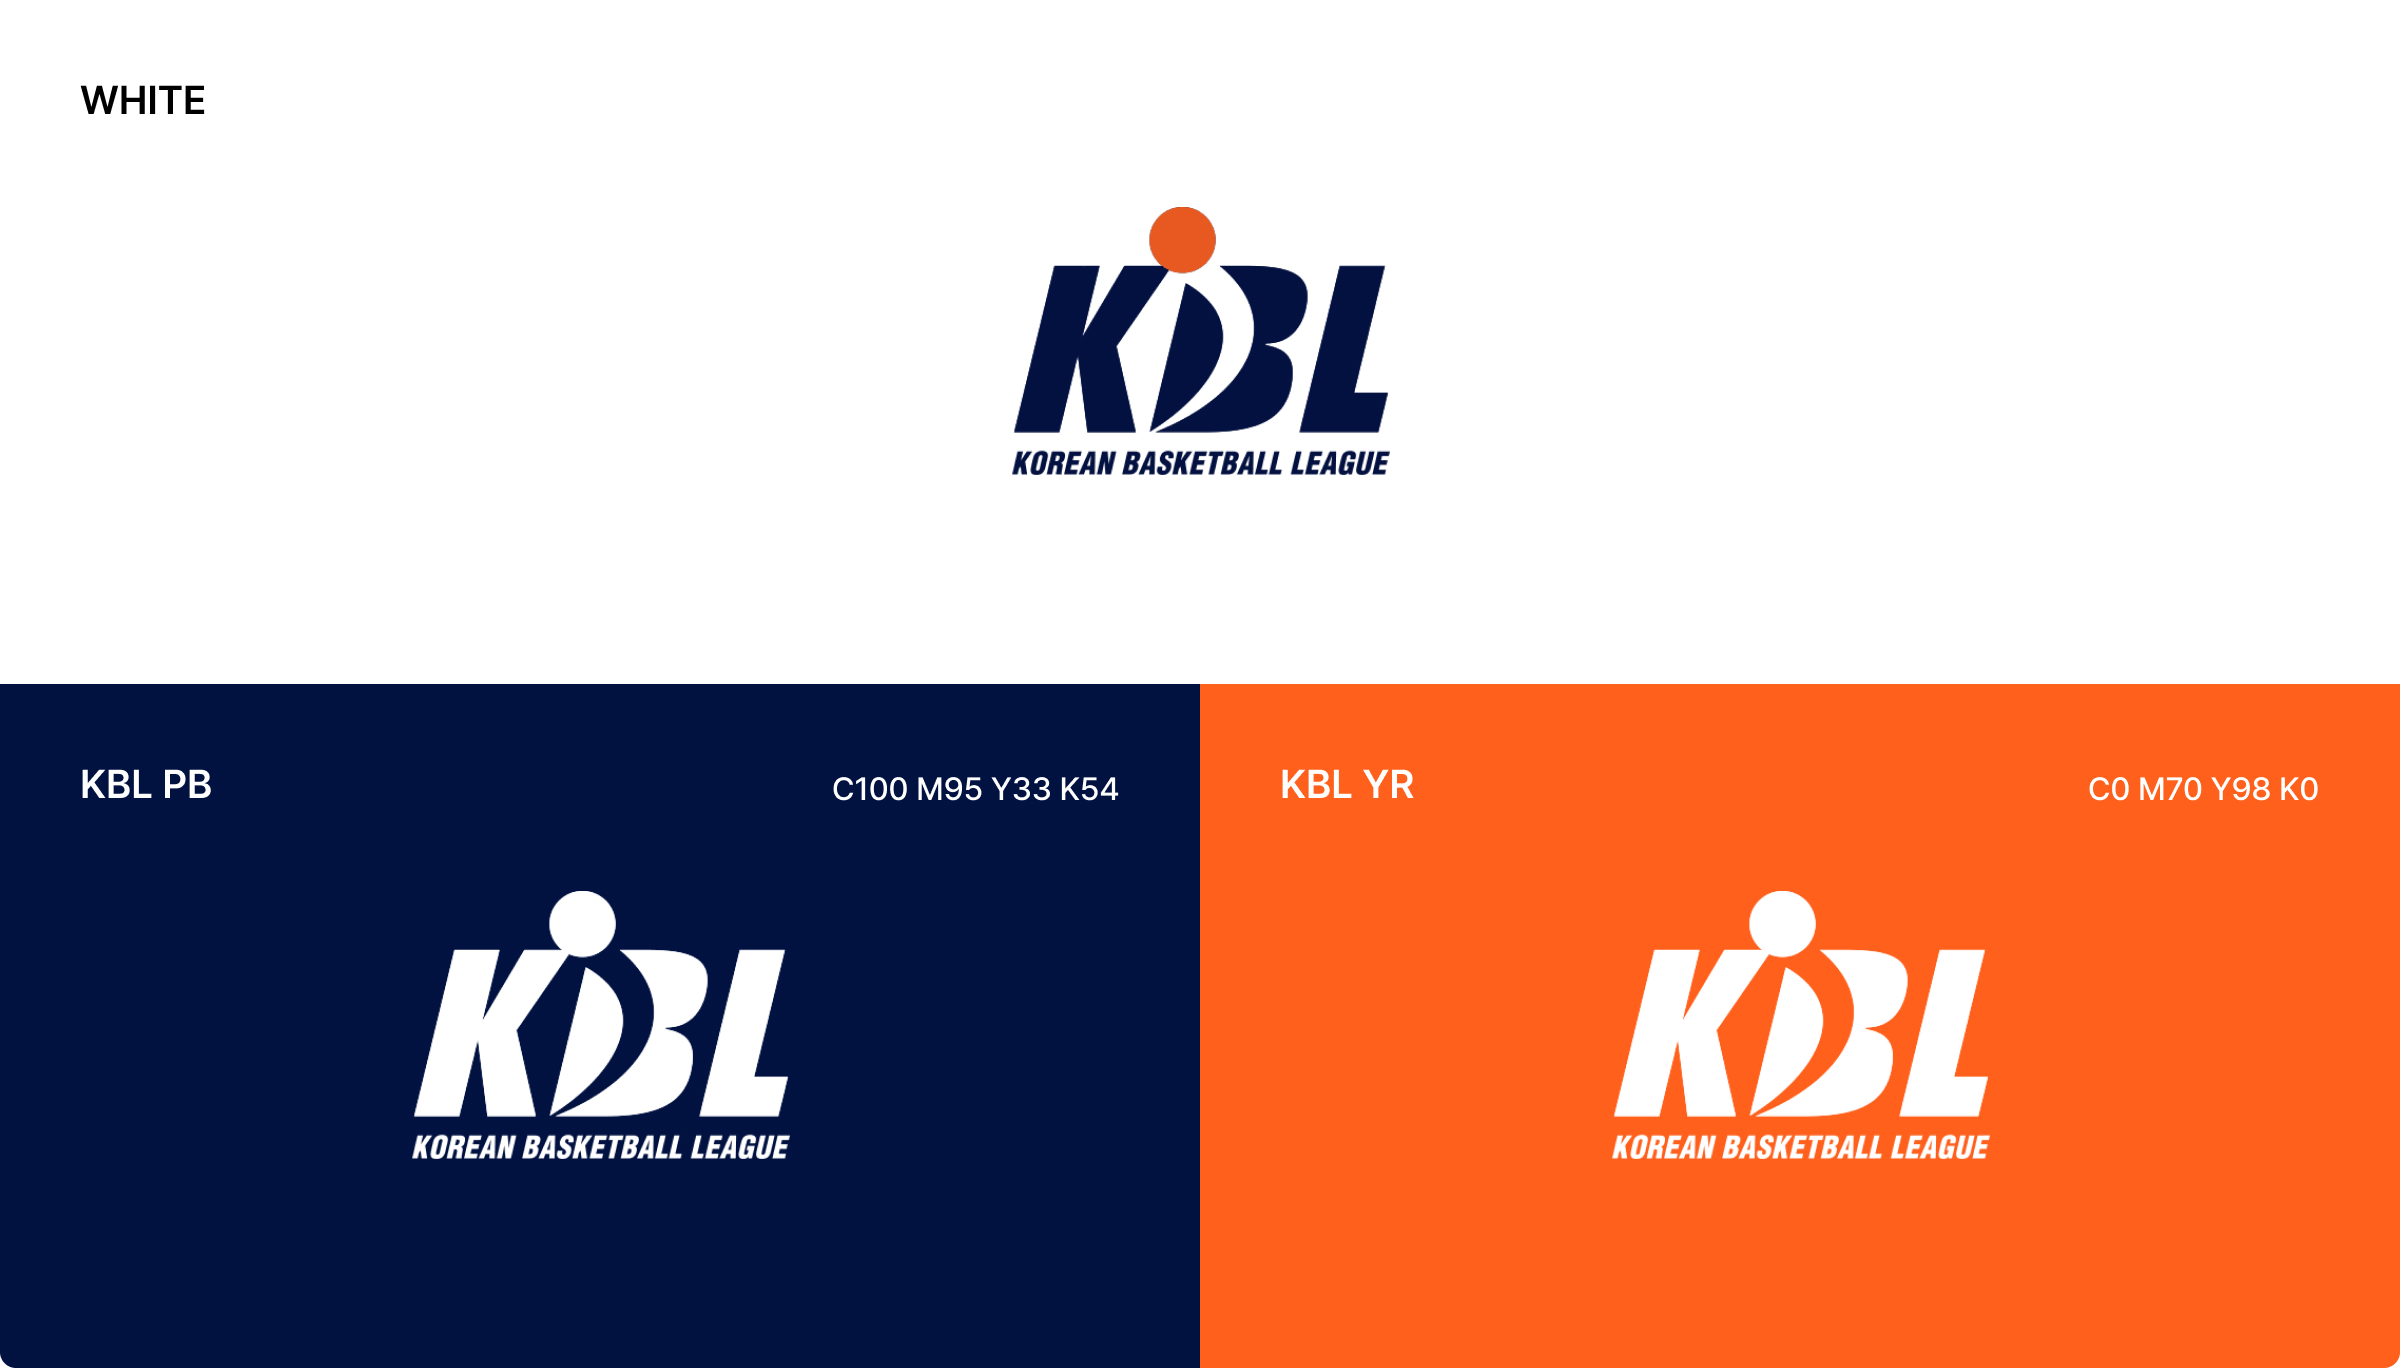 WHITE
KBL
KOREAN BASKETBALL LEAGUE
KBL PB
C100 M95 Y33 K54
KBL
KOREAN BASKETBALL LEAGUE
KBL YR
C0 M70 Y98 K0
KBL
KOREAN BASKETBALL LEAGUE